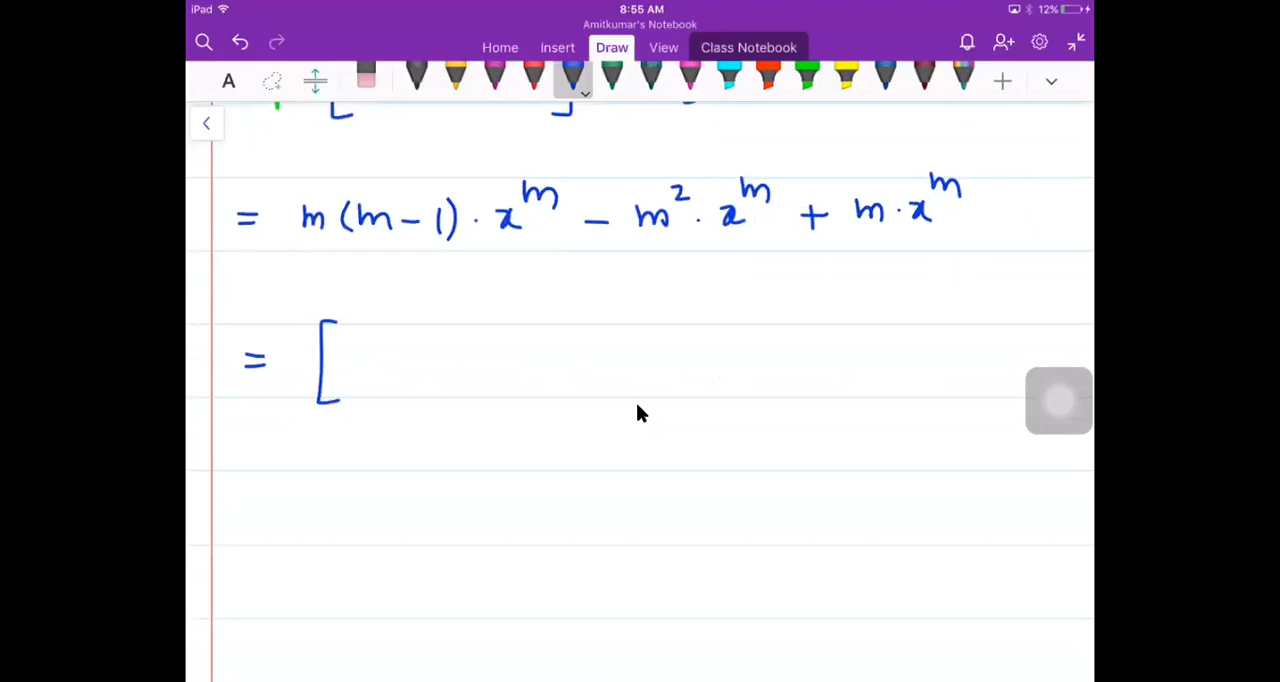 iPad 8:55 AM 12%
Amitkumar's Notebook
Home Insert Draw View Class Notebook
A
[ ]
= m(m-1)·x^m - m²·x^m + m·x^m
= [